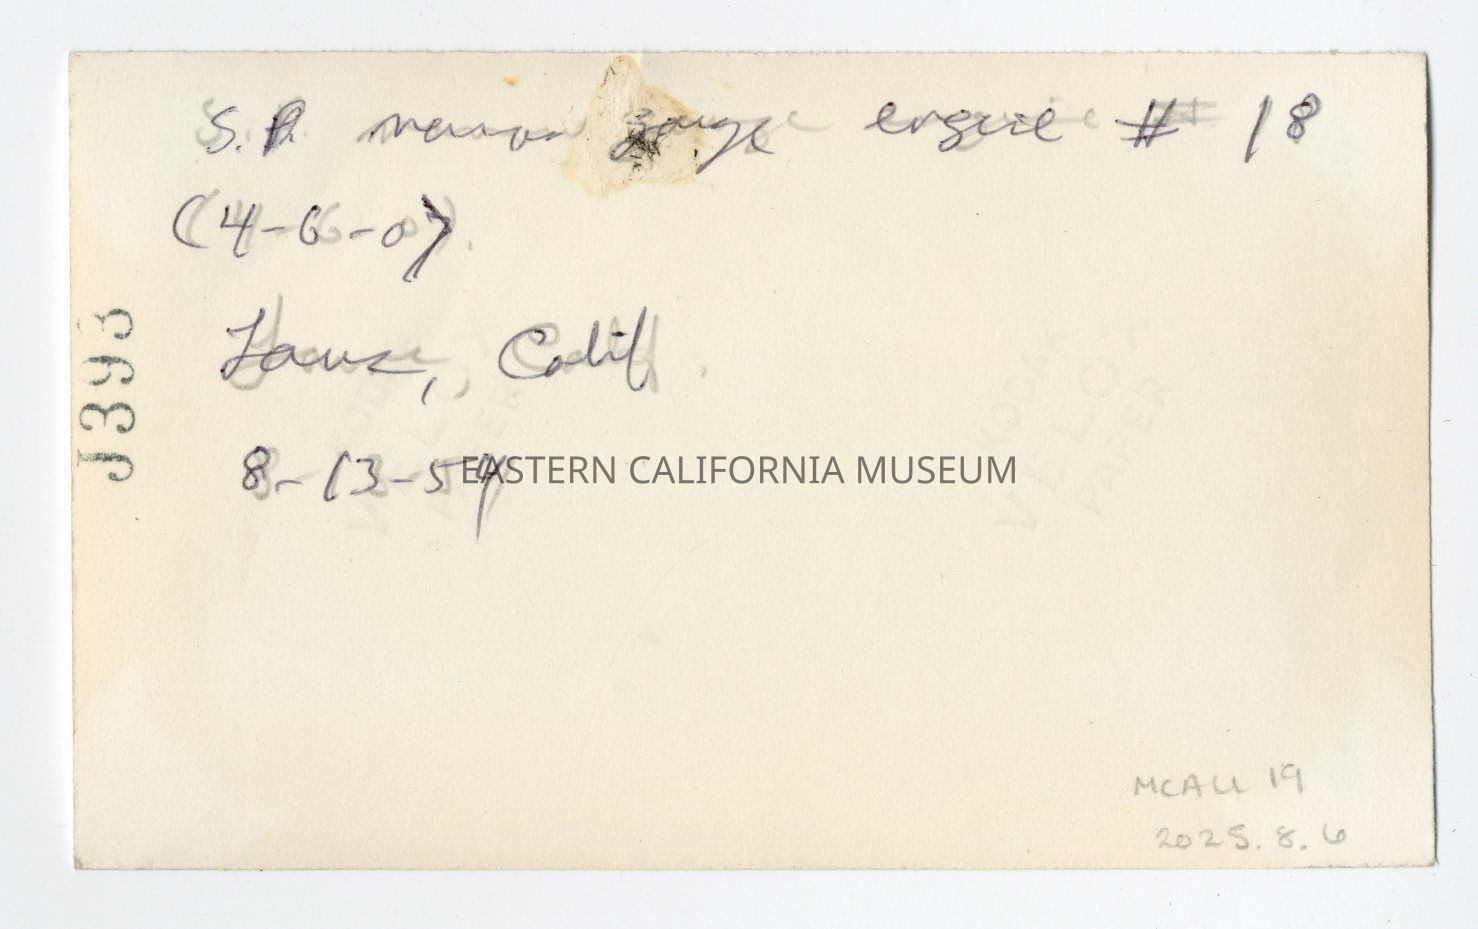 S.P. narrow gauge engine # 18
(4-6-0)
Laws, Calif
8-13-54
EASTERN CALIFORNIA MUSEUM
J393
MCALL 19
2025.8.6